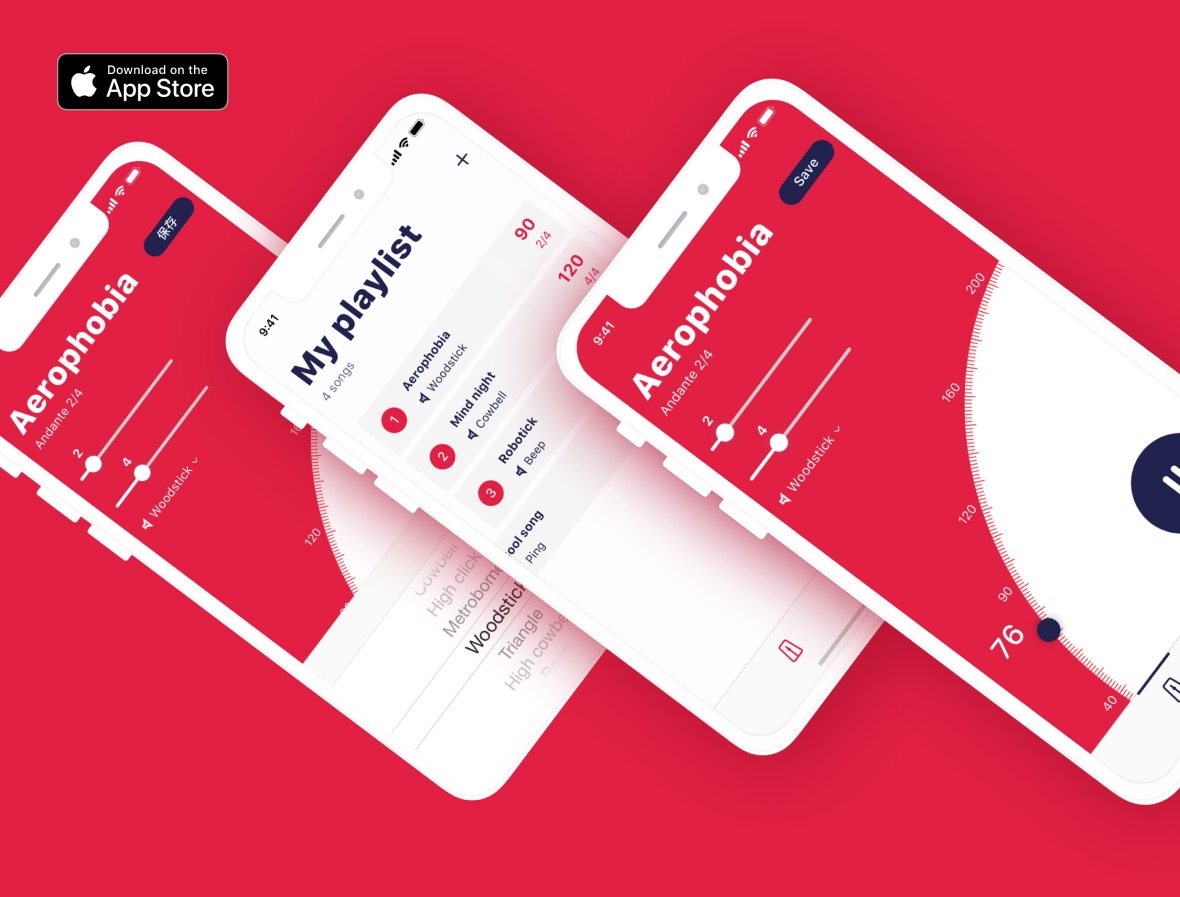 Download on the
App Store
保存
Aerophobia
Andante 2/4
2
4
Woodstick
120
Cowbell
High click
Metrobome
Woodstick
Triangle
High cowbe
9:41
My playlist
4 songs
1
Aerophobia
Woodstick
90
2/4
2
Mind night
Cowbell
120
4/4
3
Robotick
Beep
ool song
Ping
9:41
Save
Aerophobia
Andante 2/4
2
4
Woodstick
200
160
120
90
76
40